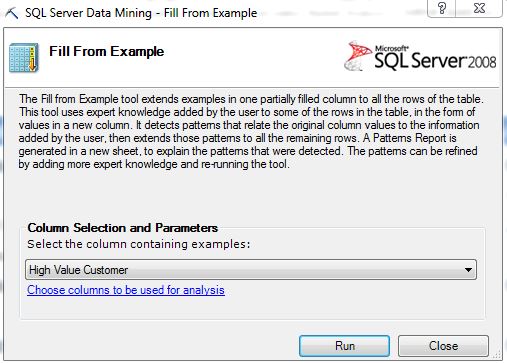 SQL Server Data Mining - Fill From Example
?
Fill From Example
Microsoft®
SQL Server 2008
The Fill from Example tool extends examples in one partially filled column to all the rows of the table.
This tool uses expert knowledge added by the user to some of the rows in the table, in the form of
values in a new column. It detects patterns that relate the original column values to the information
added by the user, then extends those patterns to all the remaining rows. A Patterns Report is
generated in a new sheet, to explain the patterns that were detected. The patterns can be refined
by adding more expert knowledge and re-running the tool.
Column Selection and Parameters
Select the column containing examples:
High Value Customer
Choose columns to be used for analysis
Run
Close